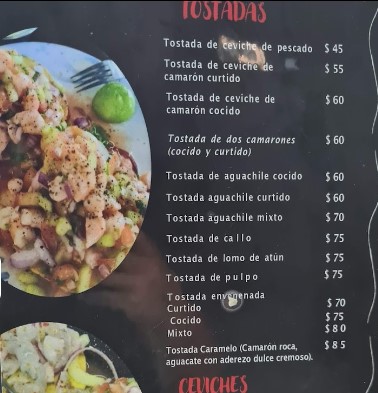 TOSTADAS
Tostada de ceviche de pescado $45
Tostada de ceviche de $55
camarón curtido
Tostada de ceviche de $60
camarón cocido
Tostada de dos camarones $60
(cocido y curtido)
Tostada de aguachile cocido $60
Tostada aguachile curtido $60
Tostada aguachile mixto $70
Tostada de callo $75
Tostada de lomo de atún $75
Tostada de pulpo $75
Tostada envenenada
Curtido $70
Cocido $75
Mixto $80
Tostada Caramelo (Camarón roca, $85
aguacate con aderezo dulce cremoso).
CEVICHES